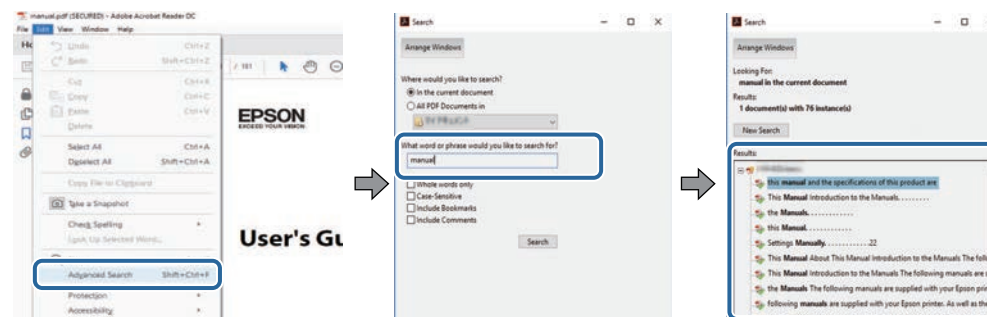 manual.pdf (SECURED) - Adobe Acrobat Reader DC
File Edit View Window Help
Undo Ctrl+Z
Shift+Ctrl+Z
Cut Ctrl+X
Copy Ctrl+C
Paste Ctrl+V
Delete
Select All Ctrl+A
Deselect All Shift+Ctrl+A
Copy File to Clipboard
Take a Snapshot
Check Spelling
Look Up Selected Word...
Advanced Search Shift+Ctrl+F
Protection
Accessibility
/ 181
EPSON
EXCEED YOUR VISION
User's Gu
Search
Arrange Windows
Where would you like to search?
In the current document
All PDF Documents in
What word or phrase would you like to search for?
manual
Whole words only
Case-Sensitive
Include Bookmarks
Include Comments
Search
Search
Arrange Windows
Looking For:
manual in the current document
Results:
1 document(s) with 76 instance(s)
New Search
Results:
this manual and the specifications of this product are
This Manual Introduction to the Manuals. . . . . . . . .
the Manuals. . . . . . . . . . . . .
this Manual. . . . . . . . . . . . .
Settings Manually. . . . . . . . . . . . .22
This Manual About This Manual Introduction to the Manuals The foll
This Manual Introduction to the Manuals The following manuals are
the Manuals The following manuals are supplied with your Epson prin
following manuals are supplied with your Epson printer. As well as the